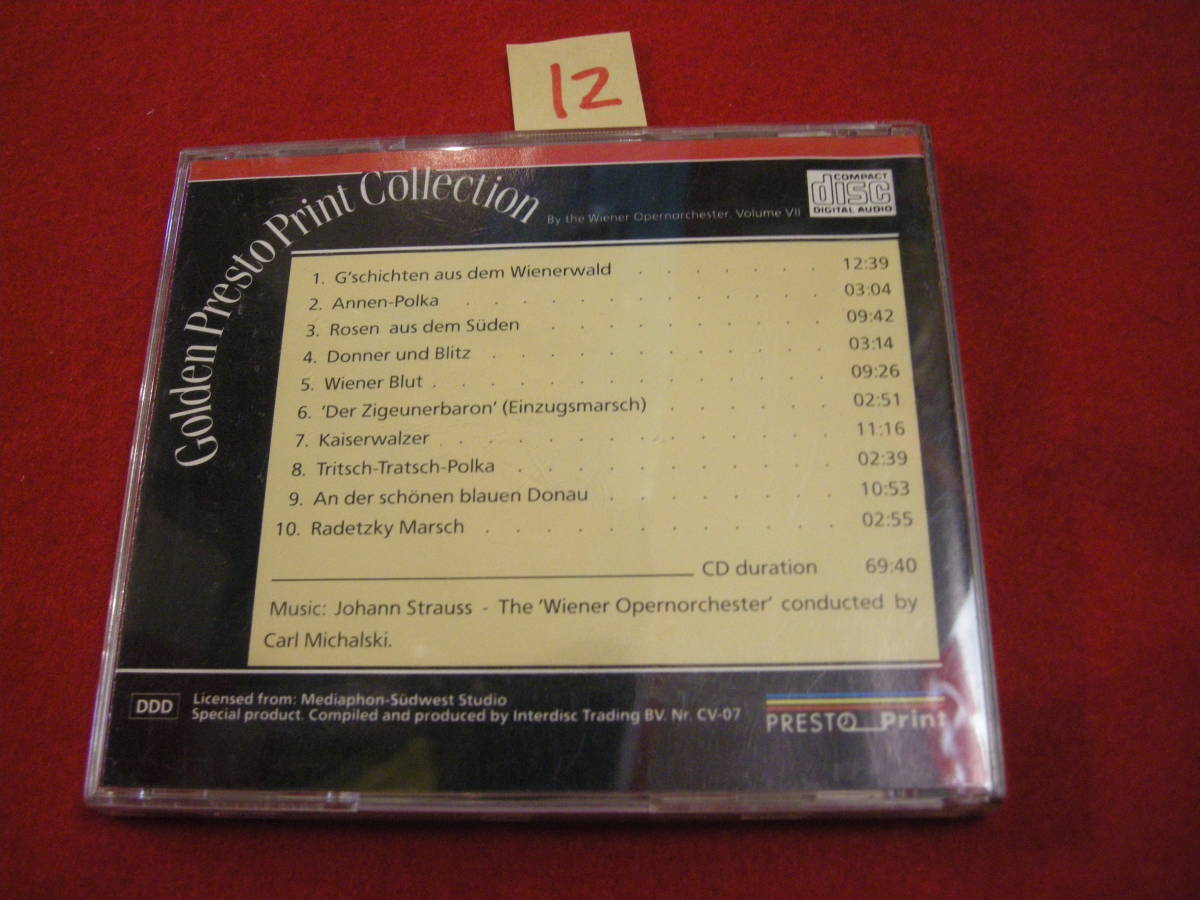 12
Golden Presto Print Collection
By the Wiener Opernorchester. Volume VII
COMPACT
disc
DIGITAL AUDIO
1. G'schichten aus dem Wienerwald . . . . . . . 12:39
2. Annen-Polka . . . . . . . . . . . . . 03:04
3. Rosen aus dem Süden . . . . . . . . . . 09:42
4. Donner und Blitz . . . . . . . . . . . . 03:14
5. Wiener Blut . . . . . . . . . . . . . . 09:26
6. 'Der Zigeunerbaron' (Einzugsmarsch) . . . . . . 02:51
7. Kaiserwalzer . . . . . . . . . . . . . . 11:16
8. Tritsch-Tratsch-Polka . . . . . . . . . . . 02:39
9. An der schönen blauen Donau . . . . . . . . 10:53
10. Radetzky Marsch . . . . . . . . . . . . 02:55
CD duration 69:40
Music: Johann Strauss - The 'Wiener Opernorchester' conducted by
Carl Michalski.
DDD
Licensed from: Mediaphon-Südwest Studio
Special product. Compiled and produced by Interdisc Trading BV. Nr. CV-07
PRESTO Print